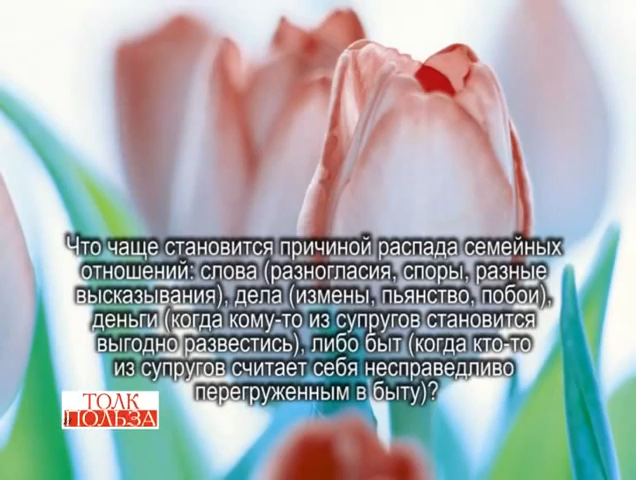 Что чаще становится причиной распада семейных
отношений: слова (разногласия, споры, разные
высказывания), дела (измены, пьянство, побои),
деньги (когда кому-то из супругов становится
выгодно развестись), либо быт (когда кто-то
из супругов считает себя несправедливо
перегруженным в быту)?
ТОЛК
ПОЛЬЗА